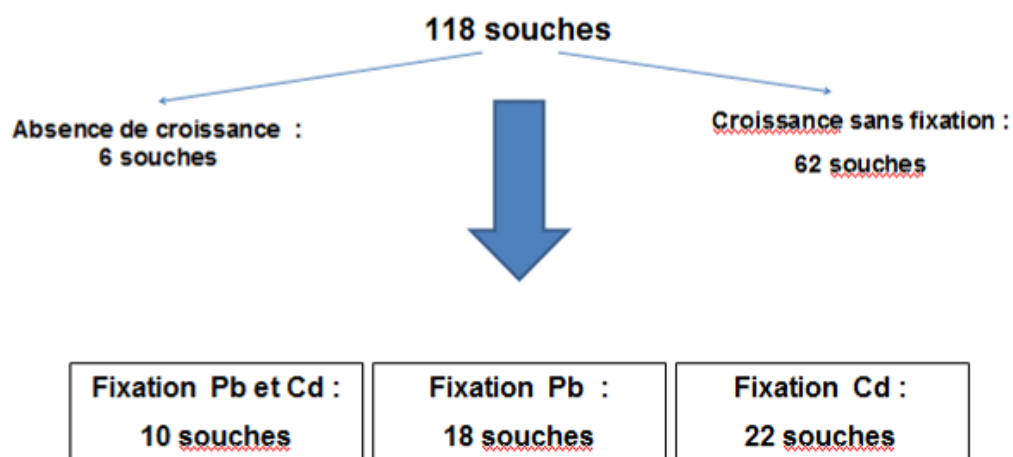 118 souches
Absence de croissance :
6 souches
Croissance sans fixation :
62 souches
Fixation Pb et Cd :
10 souches
Fixation Pb :
18 souches
Fixation Cd :
22 souches